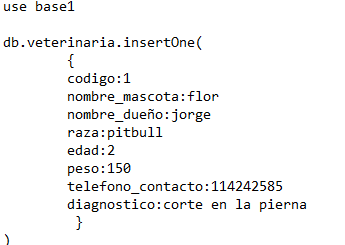 use base1
db.veterinaria.insertOne(
{
codigo:1
nombre_mascota:flor
nombre_dueño:jorge
raza:pitbull
edad:2
peso:150
telefono_contacto:114242585
diagnostico:corte en la pierna
}
)